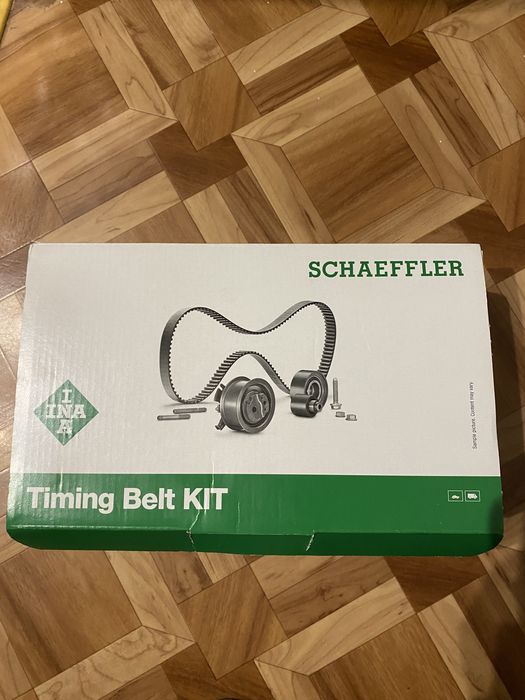 SCHAEFFLER
I
INA
A
Sample picture. Content may vary
Timing Belt KIT